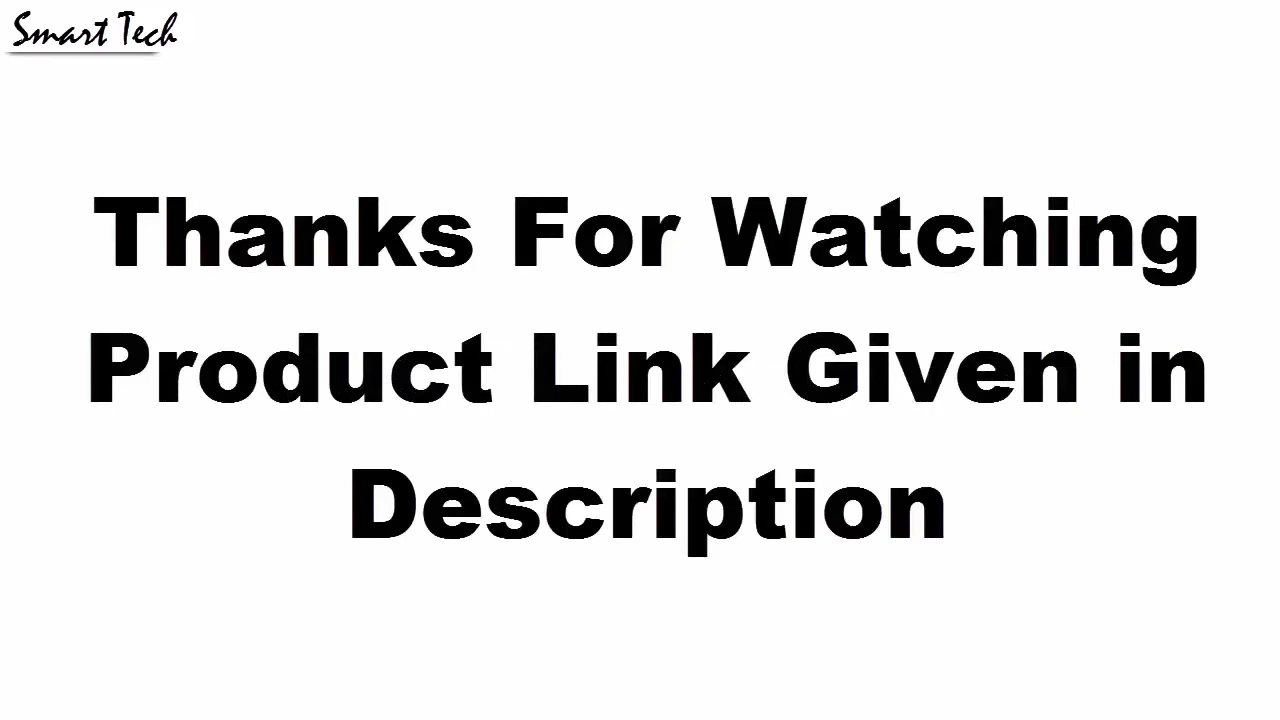 Smart Tech
Thanks For Watching
Product Link Given in
Description